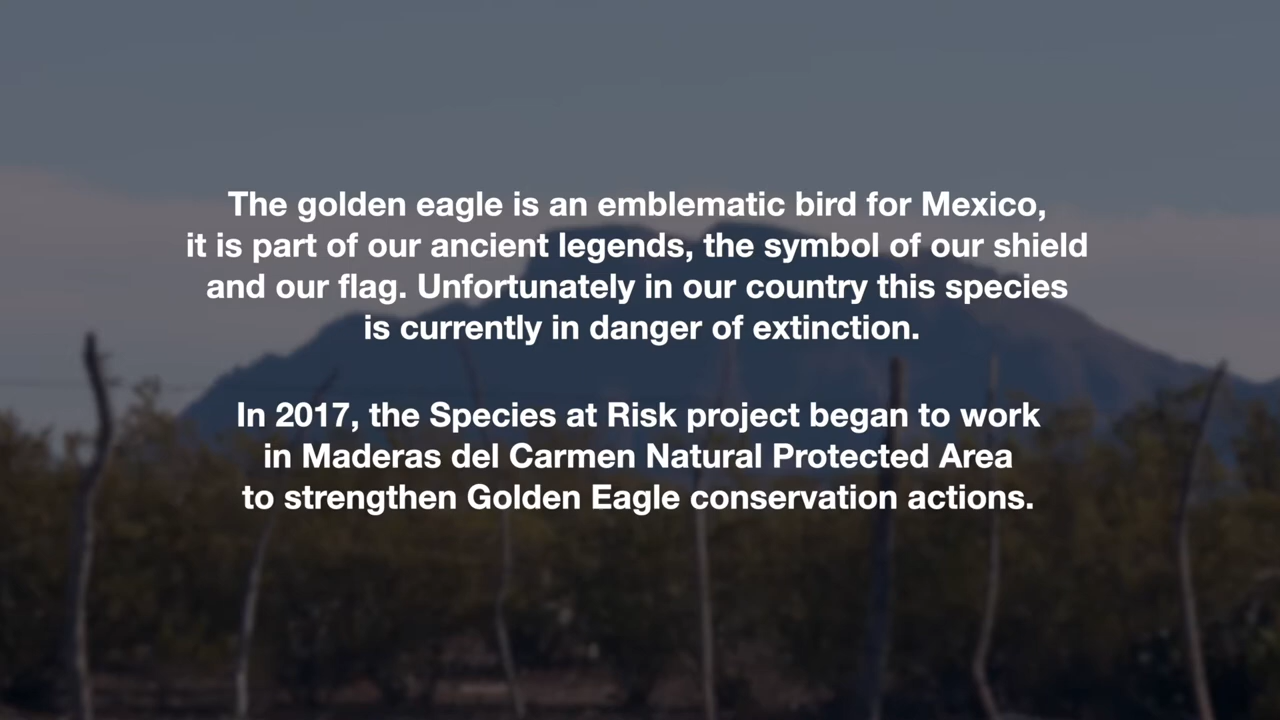 The golden eagle is an emblematic bird for Mexico,
it is part of our ancient legends, the symbol of our shield
and our flag. Unfortunately in our country this species
is currently in danger of extinction.
In 2017, the Species at Risk project began to work
in Maderas del Carmen Natural Protected Area
to strengthen Golden Eagle conservation actions.